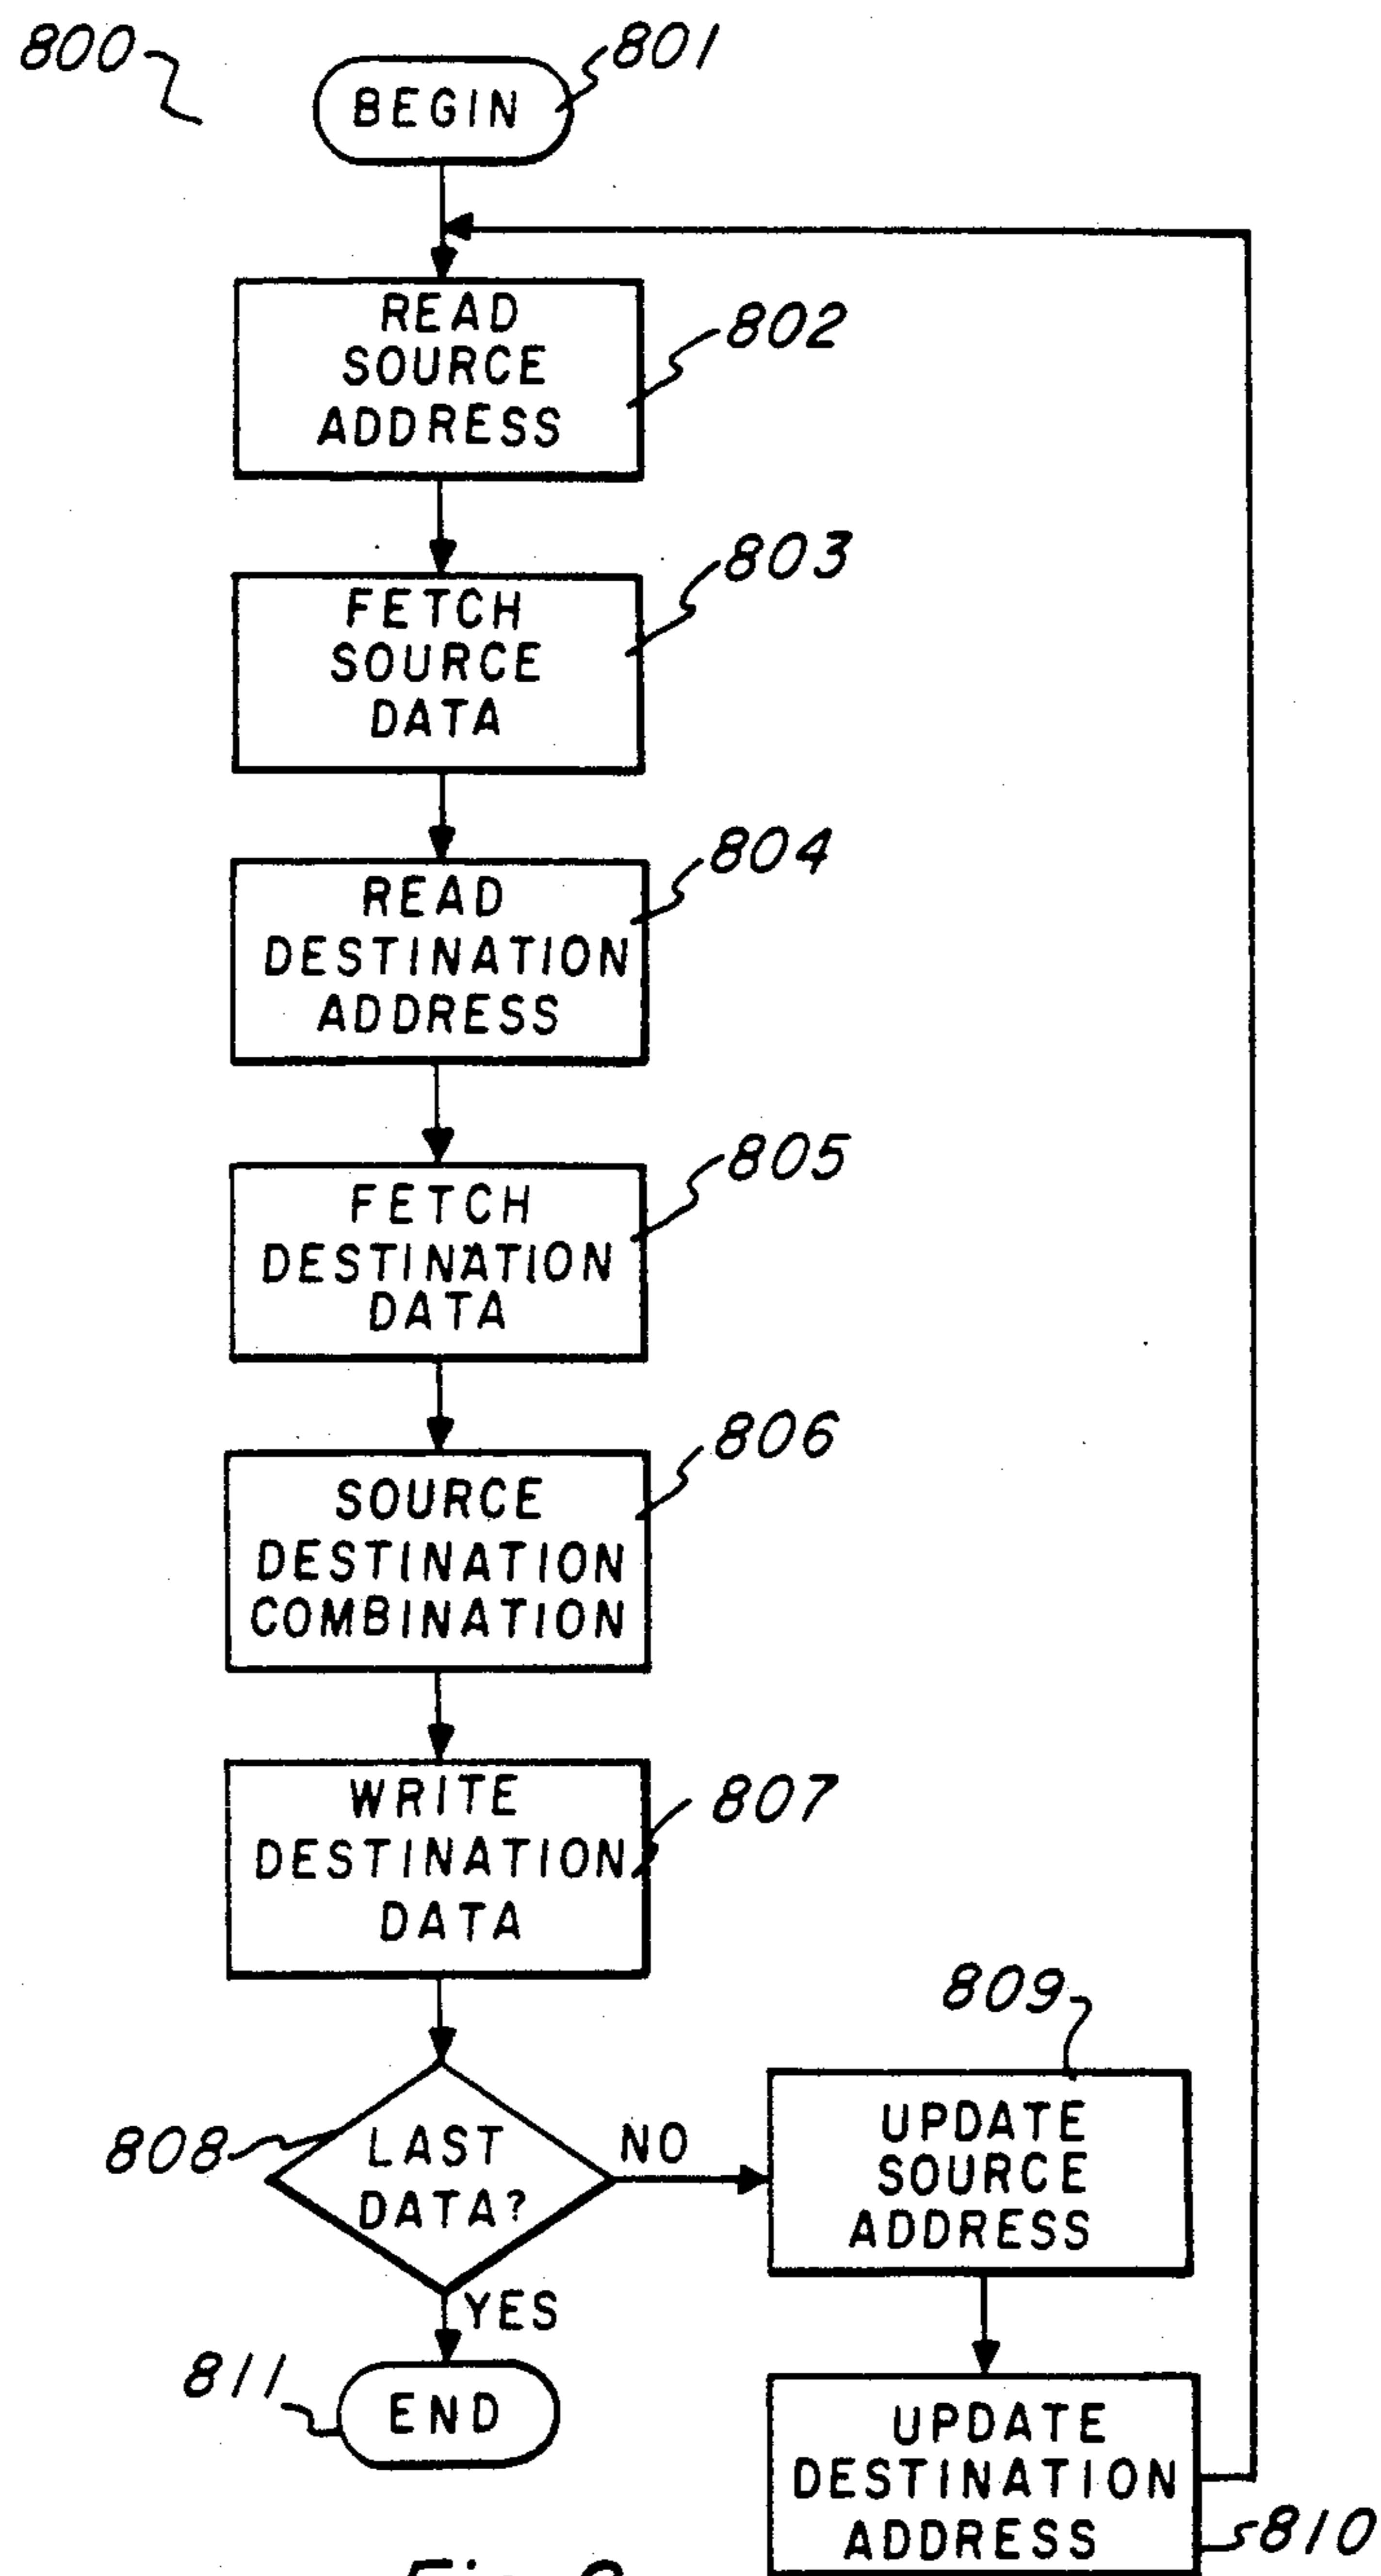 800
BEGIN
801
READ
SOURCE
ADDRESS
802
FETCH
SOURCE
DATA
803
READ
DESTINATION
ADDRESS
804
FETCH
DESTINATION
DATA
805
SOURCE
DESTINATION
COMBINATION
806
WRITE
DESTINATION
DATA
807
LAST
DATA?
808
NO
YES
UPDATE
SOURCE
ADDRESS
809
END
811
UPDATE
DESTINATION
ADDRESS
810